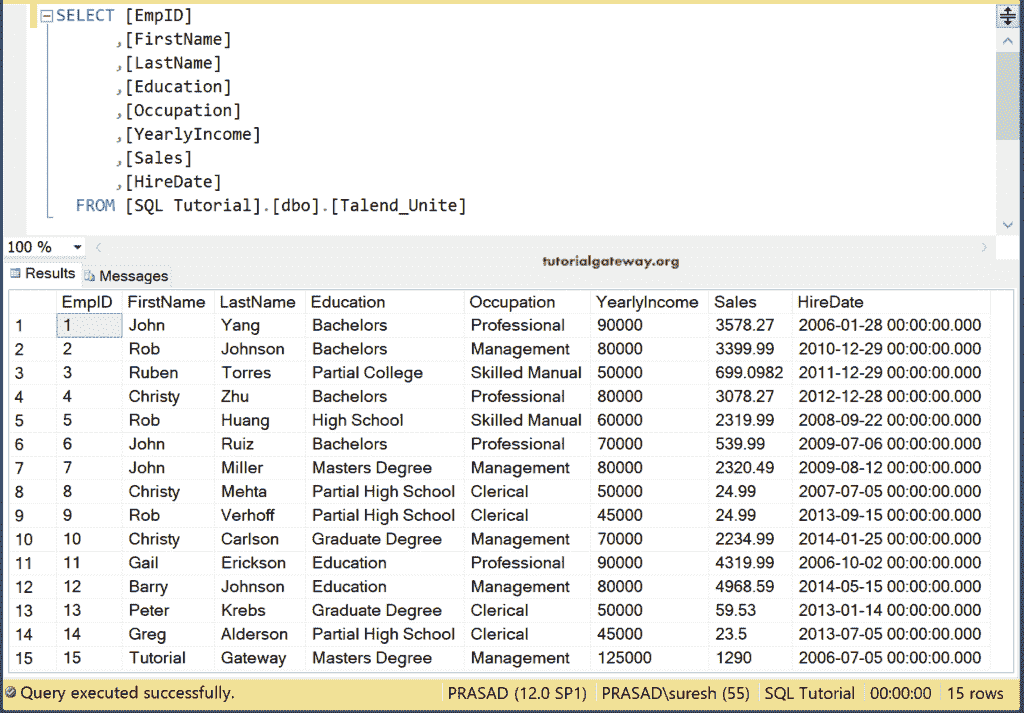 SELECT [EmpID]
,[FirstName]
,[LastName]
,[Education]
,[Occupation]
,[YearlyIncome]
,[Sales]
,[HireDate]
FROM [SQL Tutorial].[dbo].[Talend_Unite]
100 %
tutorialgateway.org
Results Messages
EmpID FirstName LastName Education Occupation YearlyIncome Sales HireDate
1 1 John Yang Bachelors Professional 90000 3578.27 2006-01-28 00:00:00.000
2 2 Rob Johnson Bachelors Management 80000 3399.99 2010-12-29 00:00:00.000
3 3 Ruben Torres Partial College Skilled Manual 50000 699.0982 2011-12-29 00:00:00.000
4 4 Christy Zhu Bachelors Professional 80000 3078.27 2012-12-28 00:00:00.000
5 5 Rob Huang High School Skilled Manual 60000 2319.99 2008-09-22 00:00:00.000
6 6 John Ruiz Bachelors Professional 70000 539.99 2009-07-06 00:00:00.000
7 7 John Miller Masters Degree Management 80000 2320.49 2009-08-12 00:00:00.000
8 8 Christy Mehta Partial High School Clerical 50000 24.99 2007-07-05 00:00:00.000
9 9 Rob Verhoff Partial High School Clerical 45000 24.99 2013-09-15 00:00:00.000
10 10 Christy Carlson Graduate Degree Management 70000 2234.99 2014-01-25 00:00:00.000
11 11 Gail Erickson Education Professional 90000 4319.99 2006-10-02 00:00:00.000
12 12 Barry Johnson Education Management 80000 4968.59 2014-05-15 00:00:00.000
13 13 Peter Krebs Graduate Degree Clerical 50000 59.53 2013-01-14 00:00:00.000
14 14 Greg Alderson Partial High School Clerical 45000 23.5 2013-07-05 00:00:00.000
15 15 Tutorial Gateway Masters Degree Management 125000 1290 2006-07-05 00:00:00.000
Query executed successfully. PRASAD (12.0 SP1) PRASAD\suresh (55) SQL Tutorial 00:00:00 15 rows